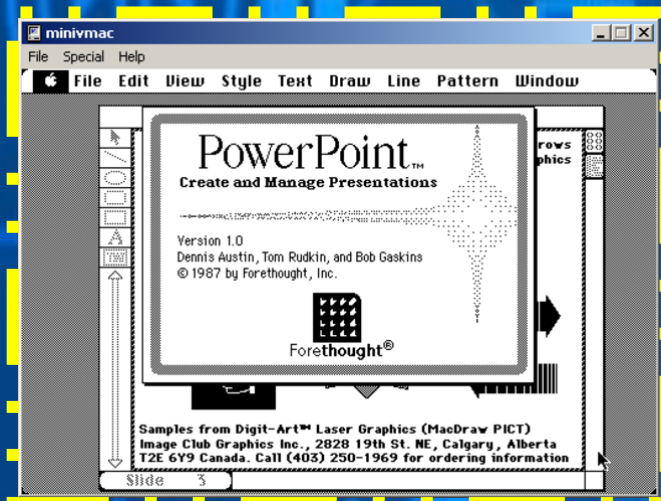 minivmac
File Special Help
File Edit View Style Text Draw Line Pattern Window
rows
phics
PowerPoint™
Create and Manage Presentations
Version 1.0
Dennis Austin, Tom Rudkin, and Bob Gaskins
© 1987 by Forethought, Inc.
Forethought®
A
Samples from Digit-Art™ Laser Graphics (MacDraw PICT)
Image Club Graphics Inc., 2828 19th St. NE, Calgary, Alberta
T2E 6Y9 Canada. Call (403) 250-1969 for ordering information
Slide 3